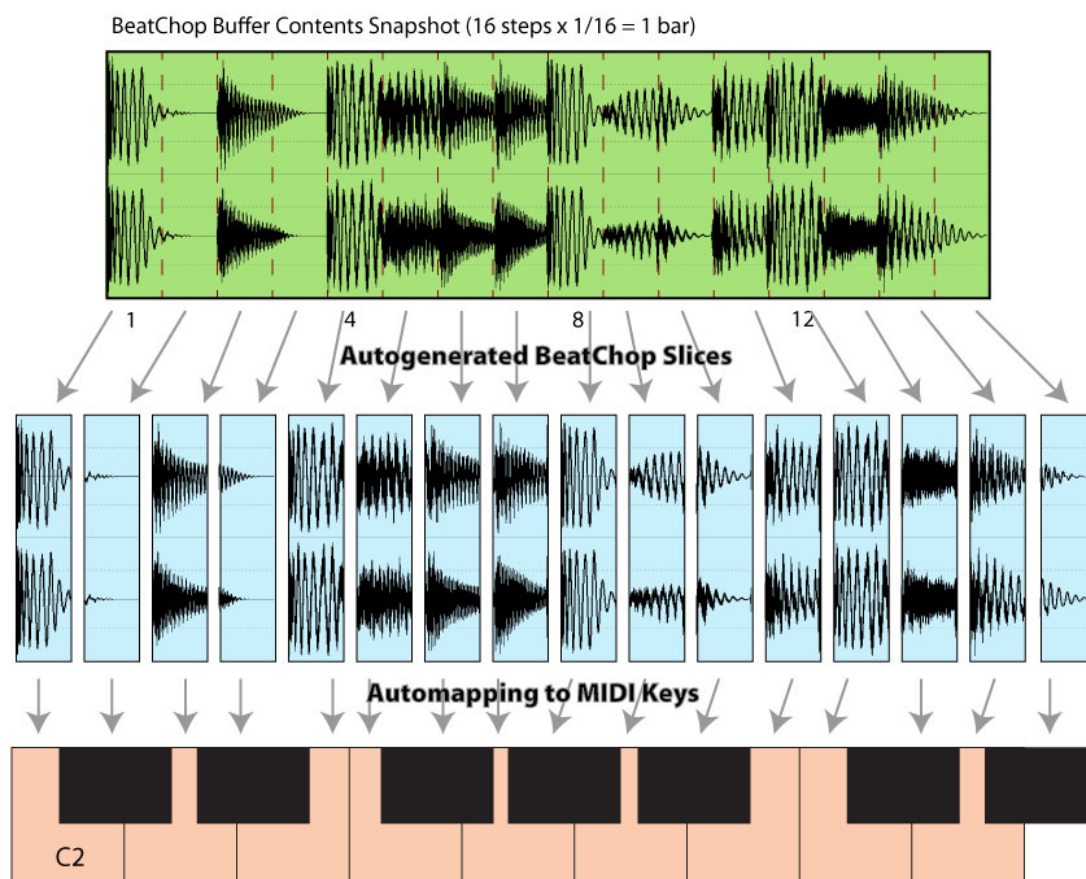 BeatChop Buffer Contents Snapshot (16 steps x 1/16 = 1 bar)
1 4 8 12
Autogenerated BeatChop Slices
Automapping to MIDI Keys
C2